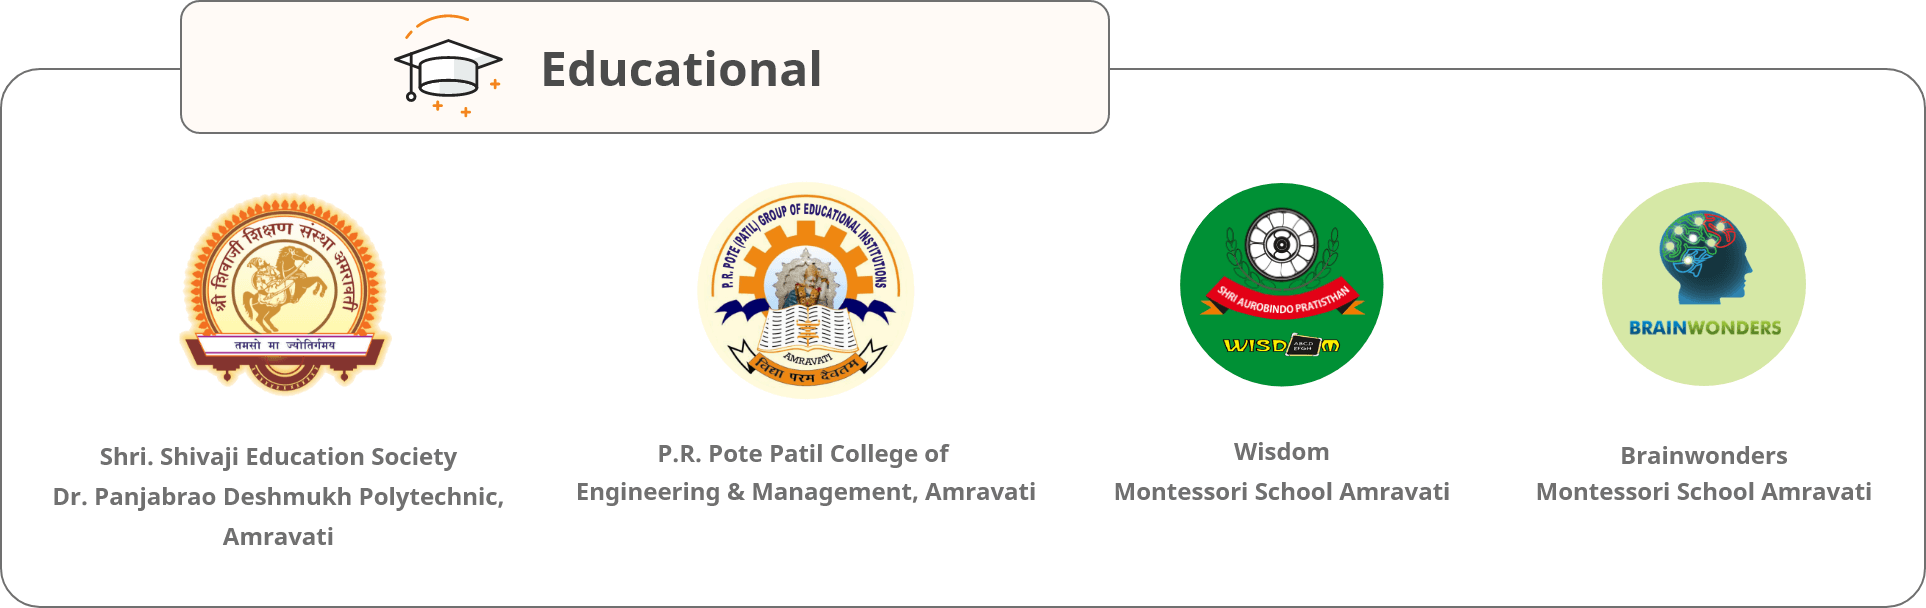 Educational
श्री शिवाजी शिक्षण संस्था अमरावती
तमसो मा ज्योतिर्गमय
Shri. Shivaji Education Society
Dr. Panjabrao Deshmukh Polytechnic,
Amravati
P. R. POTE (PATIL) GROUP OF EDUCATIONAL INSTITUTIONS
AMRAVATI
विद्या परम दैवतम
P.R. Pote Patil College of
Engineering & Management, Amravati
SHRI AUROBINDO PRATISTHAN
WISDOM
ABCD
EFGH
Wisdom
Montessori School Amravati
BRAINWONDERS
Brainwonders
Montessori School Amravati